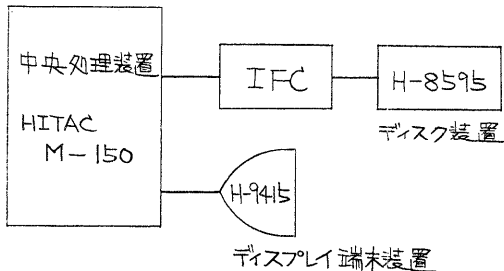 中央処理装置
HITAC
M-150
IFC
H-8595
ディスク装置
H-9415
ディスプレイ端末装置